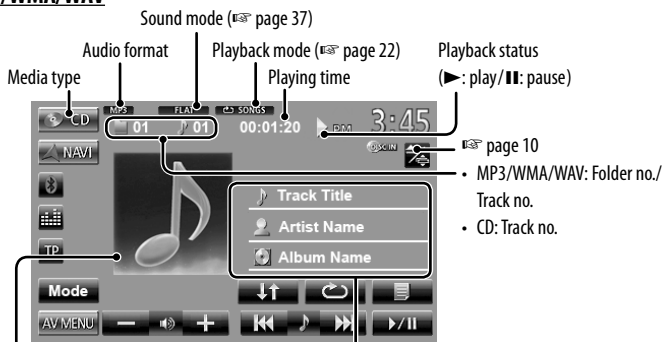 /WMA/WAV
Sound mode (☞ page 37)
Audio format
Playback mode (☞ page 22)
Playback status
Media type
Playing time
(►: play/II: pause)
CD
MP3
FLAT
SONGS
01
01
00:01:20
PM
3:45
DISC IN
☞ page 10
NAVI
• MP3/WMA/WAV: Folder no./
Track no.
• CD: Track no.
Track Title
Artist Name
TP
Album Name
Mode
AV MENU